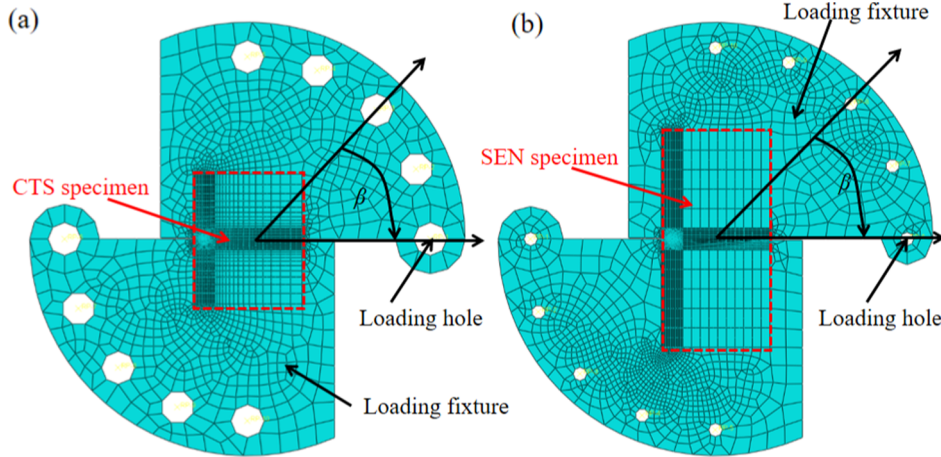 (a)
CTS specimen
β
Loading hole
Loading fixture
(b)
Loading fixture
SEN specimen
β
Loading hole